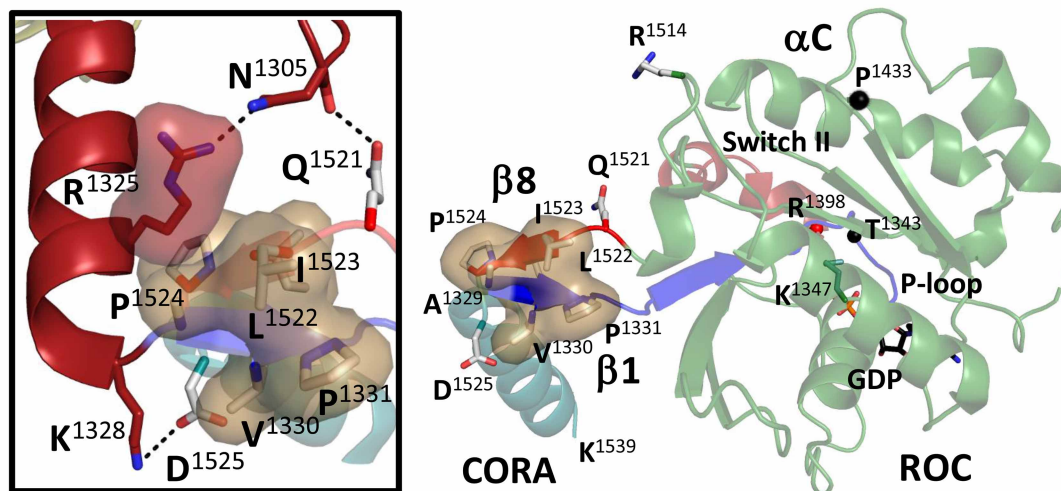 N1305
R1325
Q1521
I1523
P1524
L1522
P1331
V1330
K1328
D1525
R1514
αC
P1433
Switch II
Q1521
β8
I1523
P1524
R1398
T1343
L1522
A1329
K1347
P-loop
P1331
V1330
β1
D1525
GDP
K1539
CORA
ROC